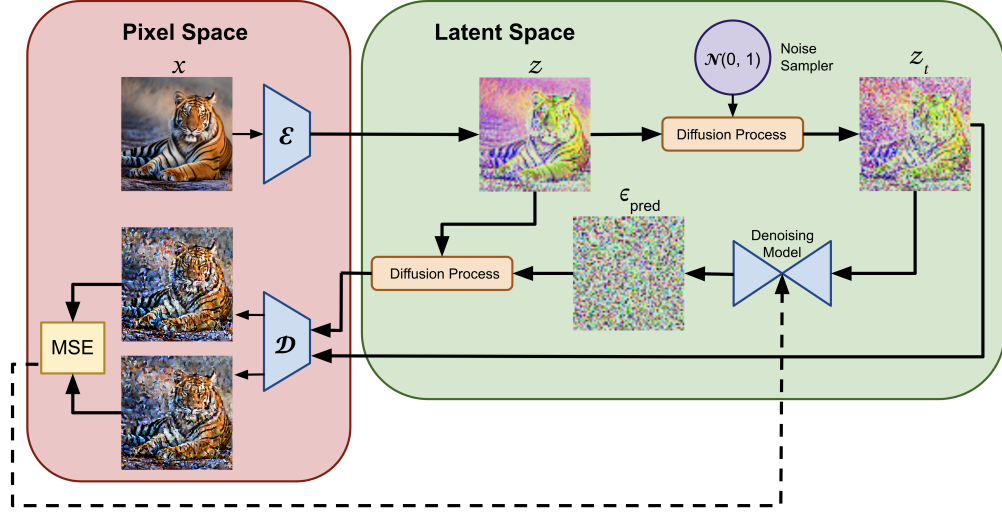 Pixel Space
Latent Space
x
ℰ
z
𝒩(0, 1)
Noise
Sampler
Diffusion Process
z_t
ϵ_pred
Denoising
Model
Diffusion Process
𝒟
MSE